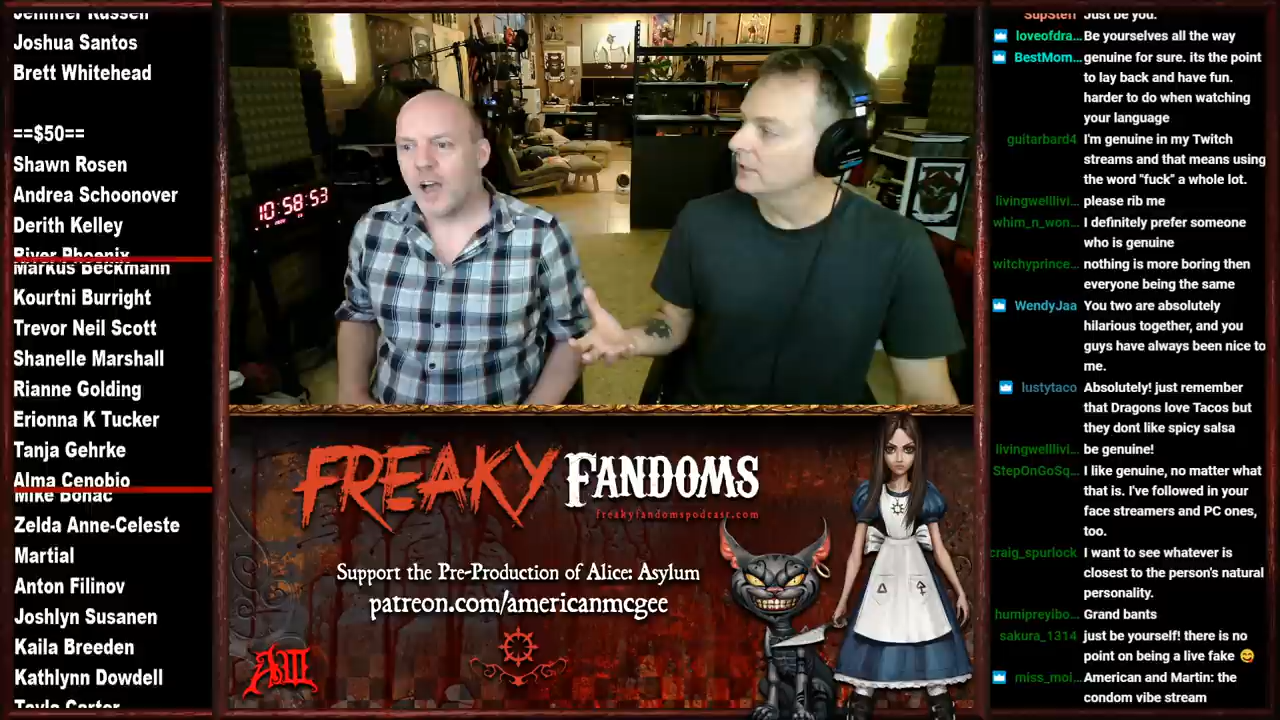 Jennifer Russell
Joshua Santos
Brett Whitehead
==$50==
Shawn Rosen
Andrea Schoonover
Derith Kelley
River Phoenix
Markus Beckmann
Kourtni Burright
Trevor Neil Scott
Shanelle Marshall
Rianne Golding
Erionna K Tucker
Tanja Gehrke
Alma Cenobio
Mike Bonac
Zelda Anne-Celeste
Martial
Anton Filinov
Joshlyn Susanen
Kaila Breeden
Kathlynn Dowdell
Tayla Carter
10:58:53
FREAKY FANDOMS
freakyfandomspodcast.com
Support the Pre-Production of Alice: Asylum
patreon.com/americanmcgee
SupSteff Just be you.
loveofdra... Be yourselves all the way
BestMom... genuine for sure. its the point
to lay back and have fun.
harder to do when watching
your language
guitarbard4 I'm genuine in my Twitch
streams and that means using
the word "fuck" a whole lot.
livingwelllivi... please rib me
whim_n_won... I definitely prefer someone
who is genuine
witchyprince... nothing is more boring then
everyone being the same
WendyJaa You two are absolutely
hilarious together, and you
guys have always been nice to
me.
lustytaco Absolutely! just remember
that Dragons love Tacos but
they dont like spicy salsa
livingwelllivi... be genuine!
StepOnGoSq... I like genuine, no matter what
that is. I've followed in your
face streamers and PC ones,
too.
craig_spurlock I want to see whatever is
closest to the person's natural
personality.
humipreyibo... Grand bants
sakura_1314 just be yourself! there is no
point on being a live fake 😋
miss_moi... American and Martin: the
condom vibe stream